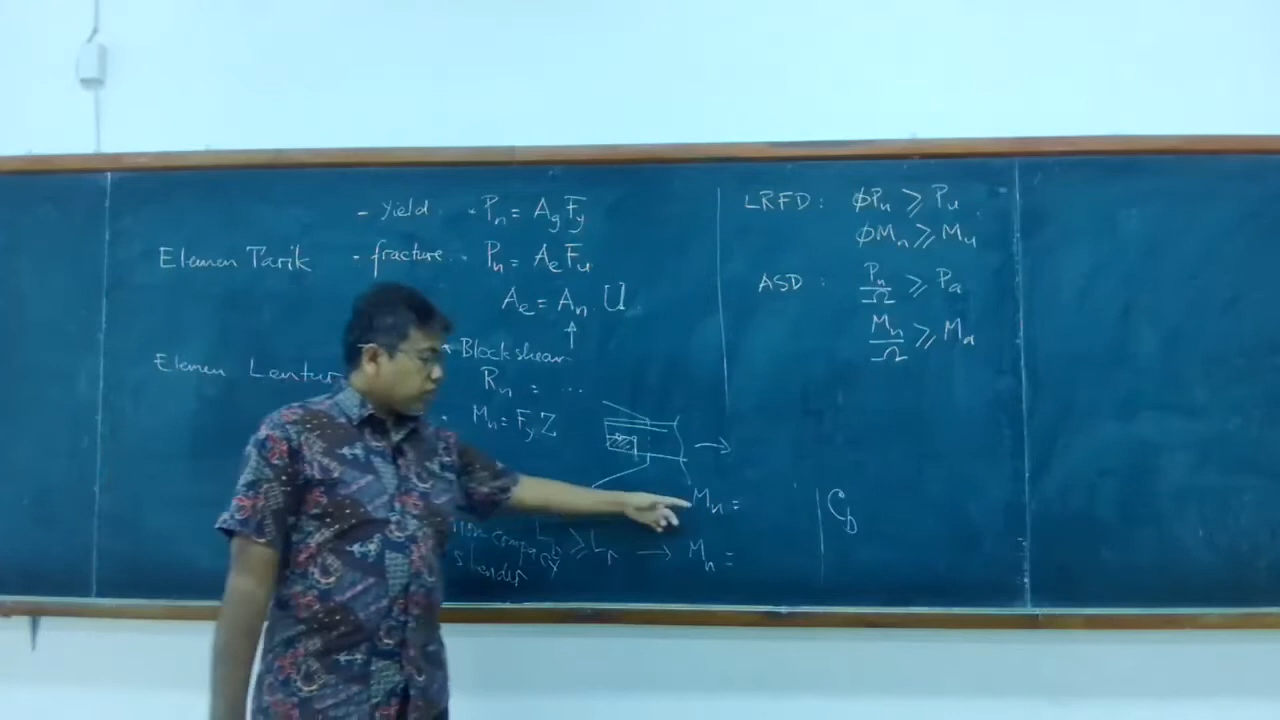 - yield · Pn = Ag Fy
Elemen Tarik - fracture .. Pn = Ae Fu
Ae = An . U
↑
- Block shear
Elemen Lentur
Rn = ...
· Mn = Fy Z
→
Mn =
Non compact Lb ≥ Lr → Mn =
slender
LRFD : ϕPn ≥ Pu
ϕMn ≥ Mu
ASD : Pn/Ω ≥ Pa
Mn/Ω ≥ Ma
Cb